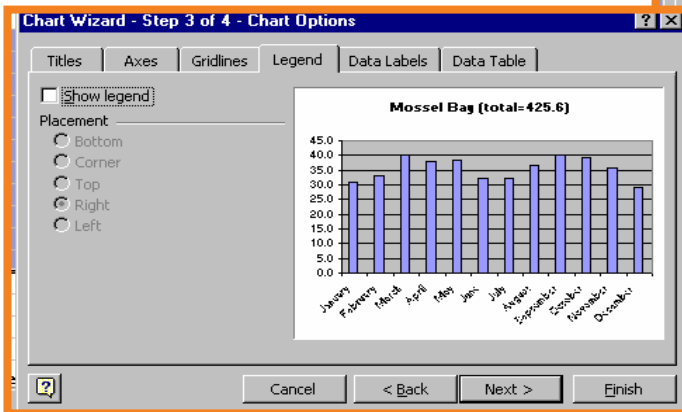 Chart Wizard - Step 3 of 4 - Chart Options
Titles Axes Gridlines Legend Data Labels Data Table
Show legend
Placement
Bottom
Corner
Top
Right
Left
Mossel Bay (total=425.6)
45.0
40.0
35.0
30.0
25.0
20.0
15.0
10.0
5.0
0.0
January February March April May June July August September October November December
Cancel < Back Next > Finish